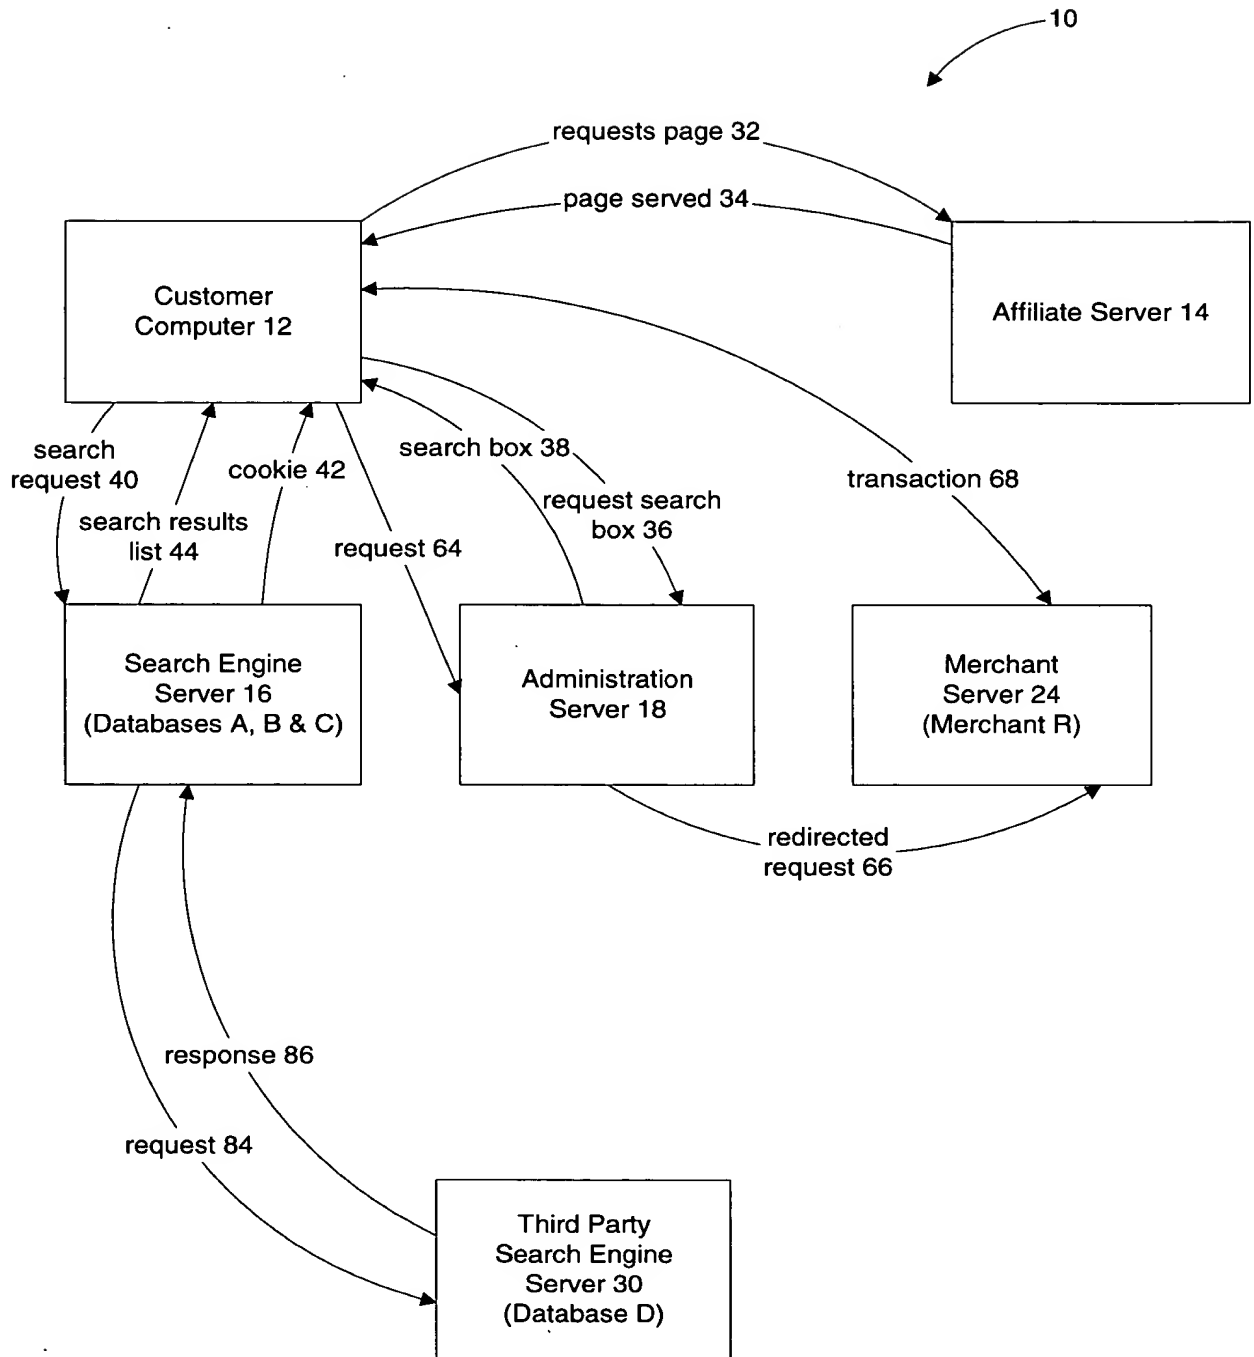 10
requests page 32
page served 34
Customer
Computer 12
Affiliate Server 14
search
request 40
cookie 42
search box 38
transaction 68
search results
list 44
request search
box 36
request 64
Search Engine
Server 16
(Databases A, B & C)
Administration
Server 18
Merchant
Server 24
(Merchant R)
redirected
request 66
response 86
request 84
Third Party
Search Engine
Server 30
(Database D)